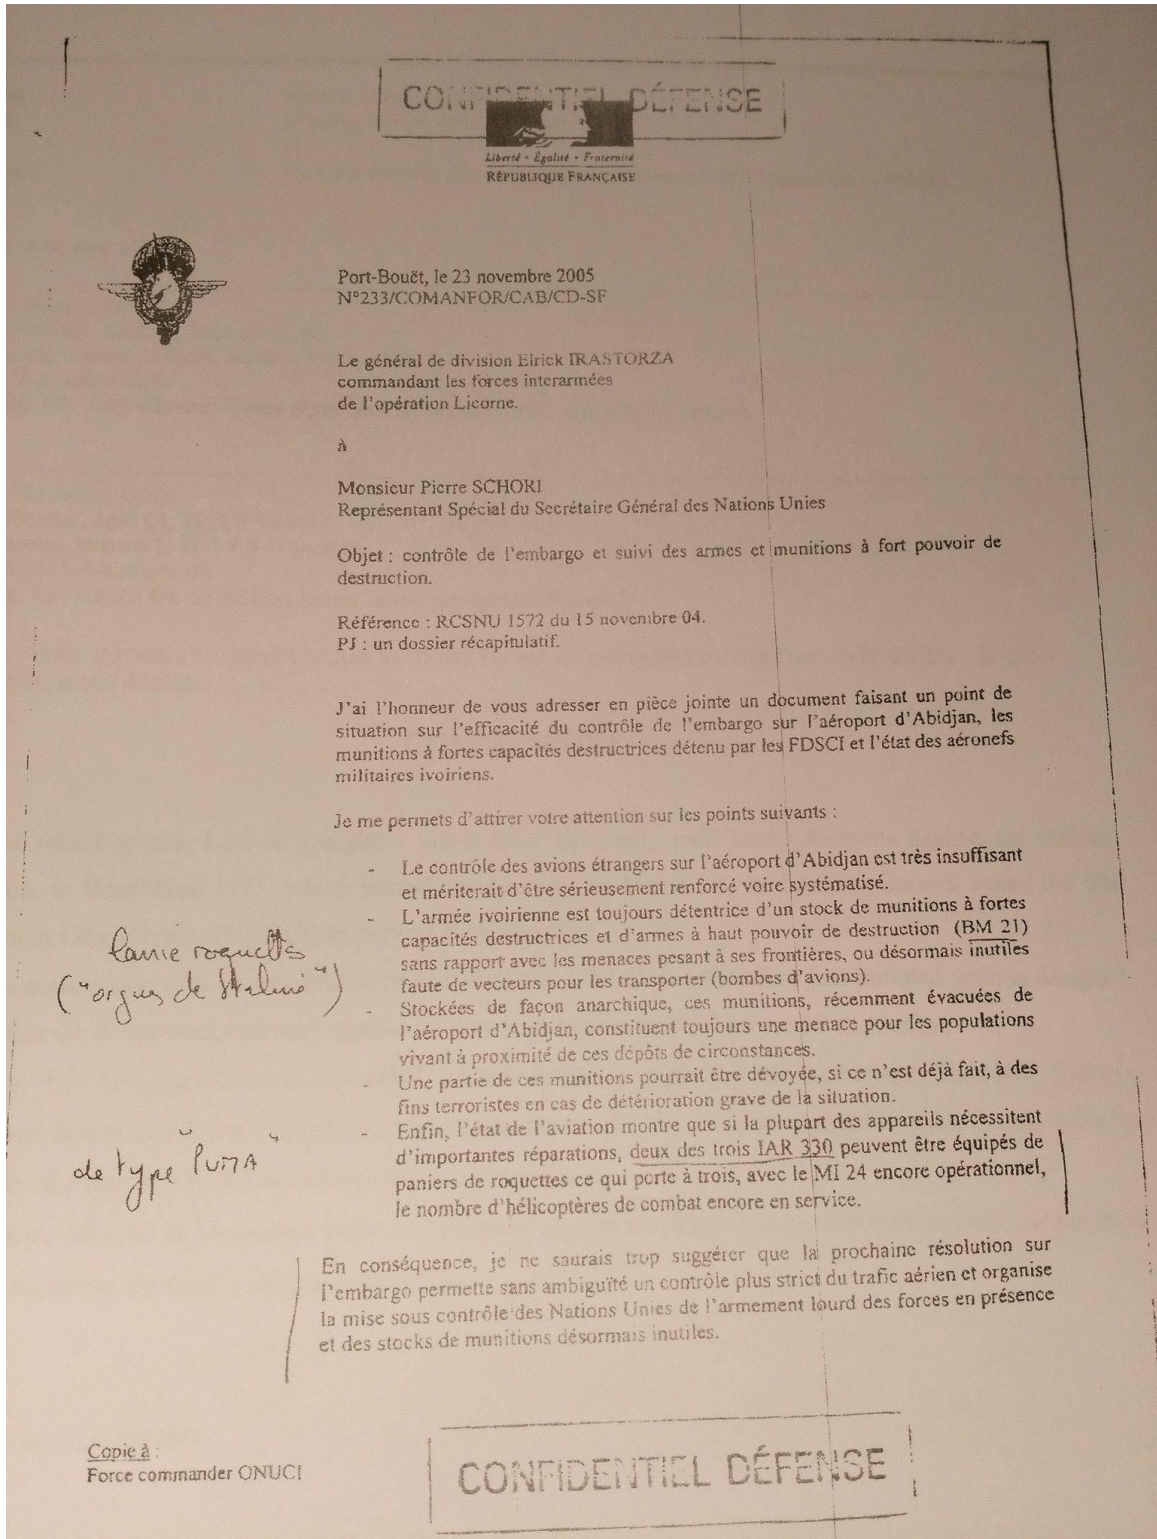 CONFIDENTIEL DÉFENSE
Liberté • Égalité • Fraternité
RÉPUBLIQUE FRANÇAISE
Port-Bouët, le 23 novembre 2005
N°233/COMANFOR/CAB/CD-SF
Le général de division Elrick IRASTORZA
commandant les forces interarmées
de l'opération Licorne.
à
Monsieur Pierre SCHORI
Représentant Spécial du Secrétaire Général des Nations Unies
Objet : contrôle de l'embargo et suivi des armes et munitions à fort pouvoir de
destruction.
Référence : RCSNU 1572 du 15 novembre 04.
PJ : un dossier récapitulatif.
J'ai l'honneur de vous adresser en pièce jointe un document faisant un point de
situation sur l'efficacité du contrôle de l'embargo sur l'aéroport d'Abidjan, les
munitions à fortes capacités destructrices détenu par les FDSCI et l'état des aéronefs
militaires ivoiriens.
Je me permets d'attirer votre attention sur les points suivants :
- Le contrôle des avions étrangers sur l'aéroport d'Abidjan est très insuffisant
et mériterait d'être sérieusement renforcé voire systématisé.
- L'armée ivoirienne est toujours détentrice d'un stock de munitions à fortes
capacités destructrices et d'armes à haut pouvoir de destruction (BM 21)
sans rapport avec les menaces pesant à ses frontières, ou désormais inutiles
faute de vecteurs pour les transporter (bombes d'avions).
lance roquettes
("orgues de Staline")
- Stockées de façon anarchique, ces munitions, récemment évacuées de
l'aéroport d'Abidjan, constituent toujours une menace pour les populations
vivant à proximité de ces dépôts de circonstances.
- Une partie de ces munitions pourrait être dévoyée, si ce n'est déjà fait, à des
fins terroristes en cas de détérioration grave de la situation.
- Enfin, l'état de l'aviation montre que si la plupart des appareils nécessitent
d'importantes réparations, deux des trois IAR 330 peuvent être équipés de
paniers de roquettes ce qui porte à trois, avec le MI 24 encore opérationnel,
le nombre d'hélicoptères de combat encore en service.
de type "PUMA"
En conséquence, je ne saurais trop suggérer que la prochaine résolution sur
l'embargo permette sans ambiguïté un contrôle plus strict du trafic aérien et organise
la mise sous contrôle des Nations Unies de l'armement lourd des forces en présence
et des stocks de munitions désormais inutiles.
Copie à :
Force commander ONUCI
CONFIDENTIEL DÉFENSE